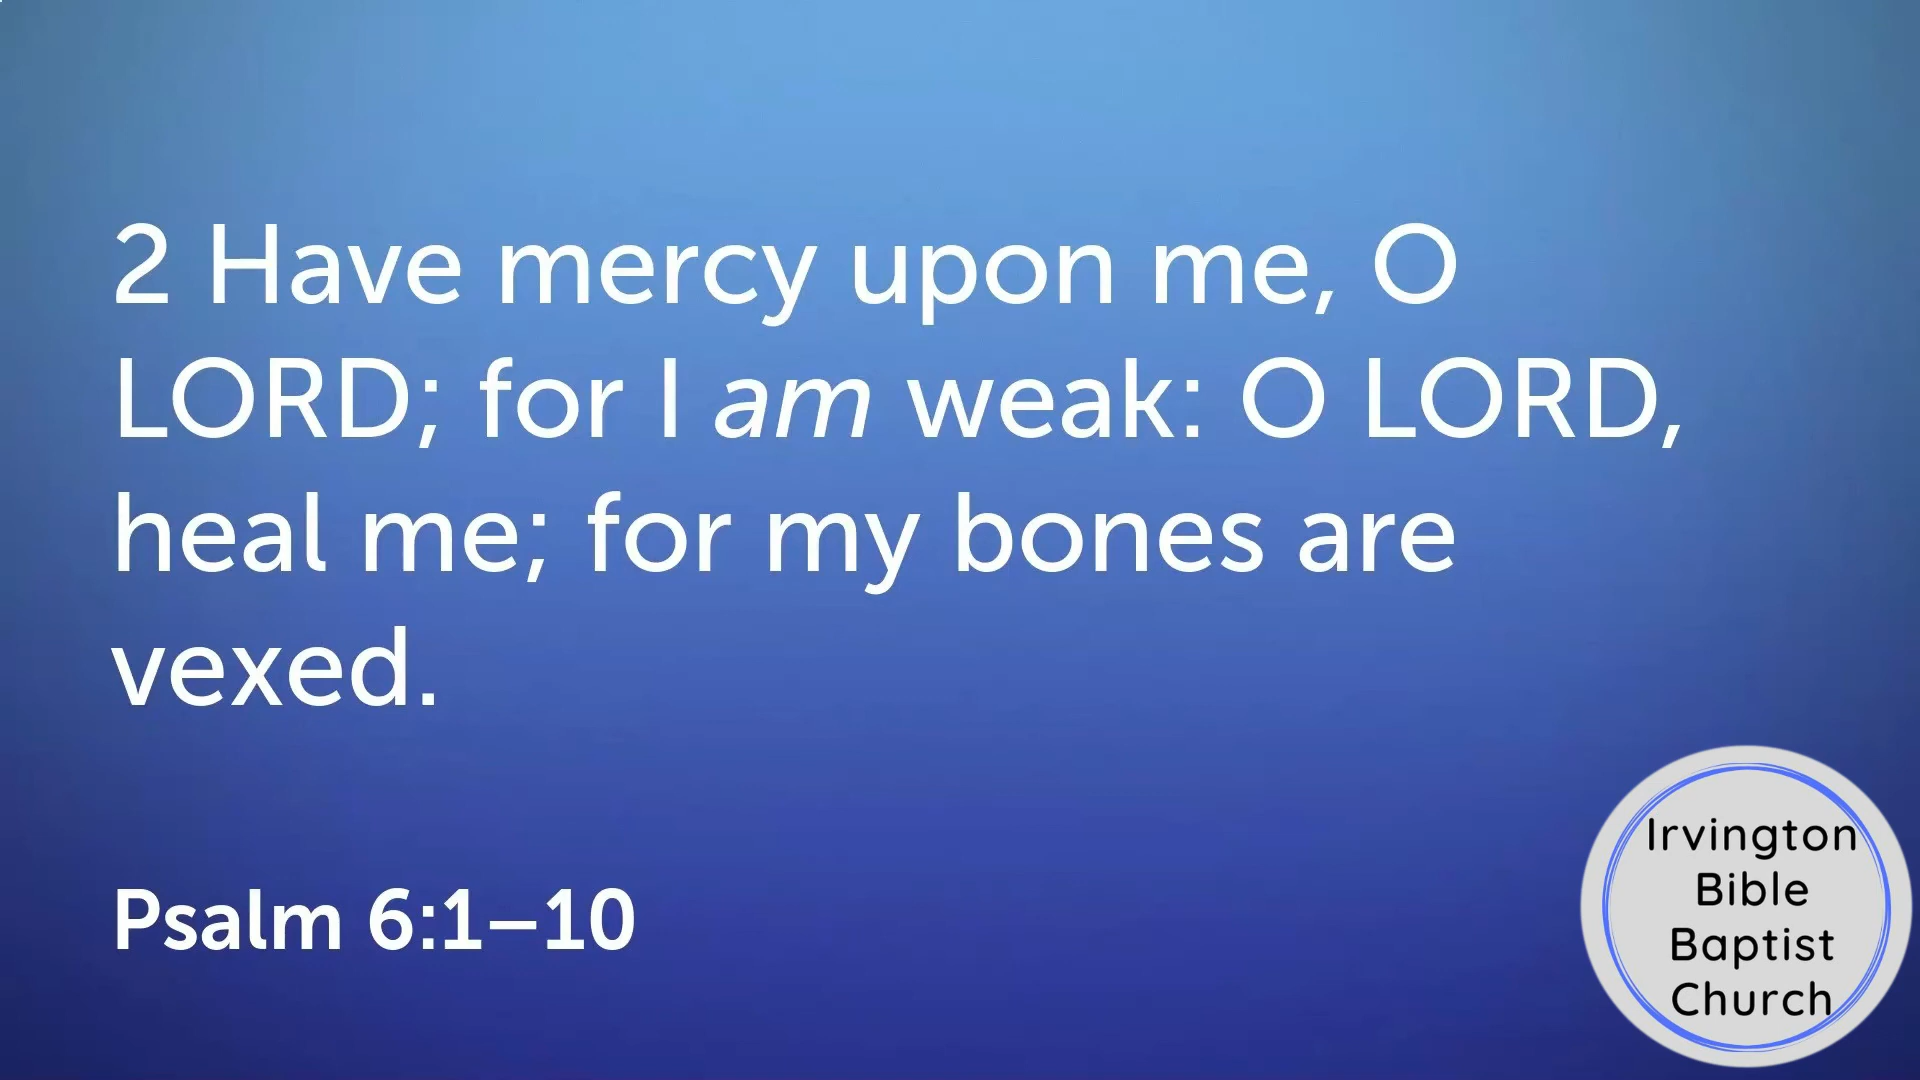 2 Have mercy upon me, O
LORD; for I am weak: O LORD,
heal me; for my bones are
vexed.
Psalm 6:1–10
Irvington
Bible
Baptist
Church